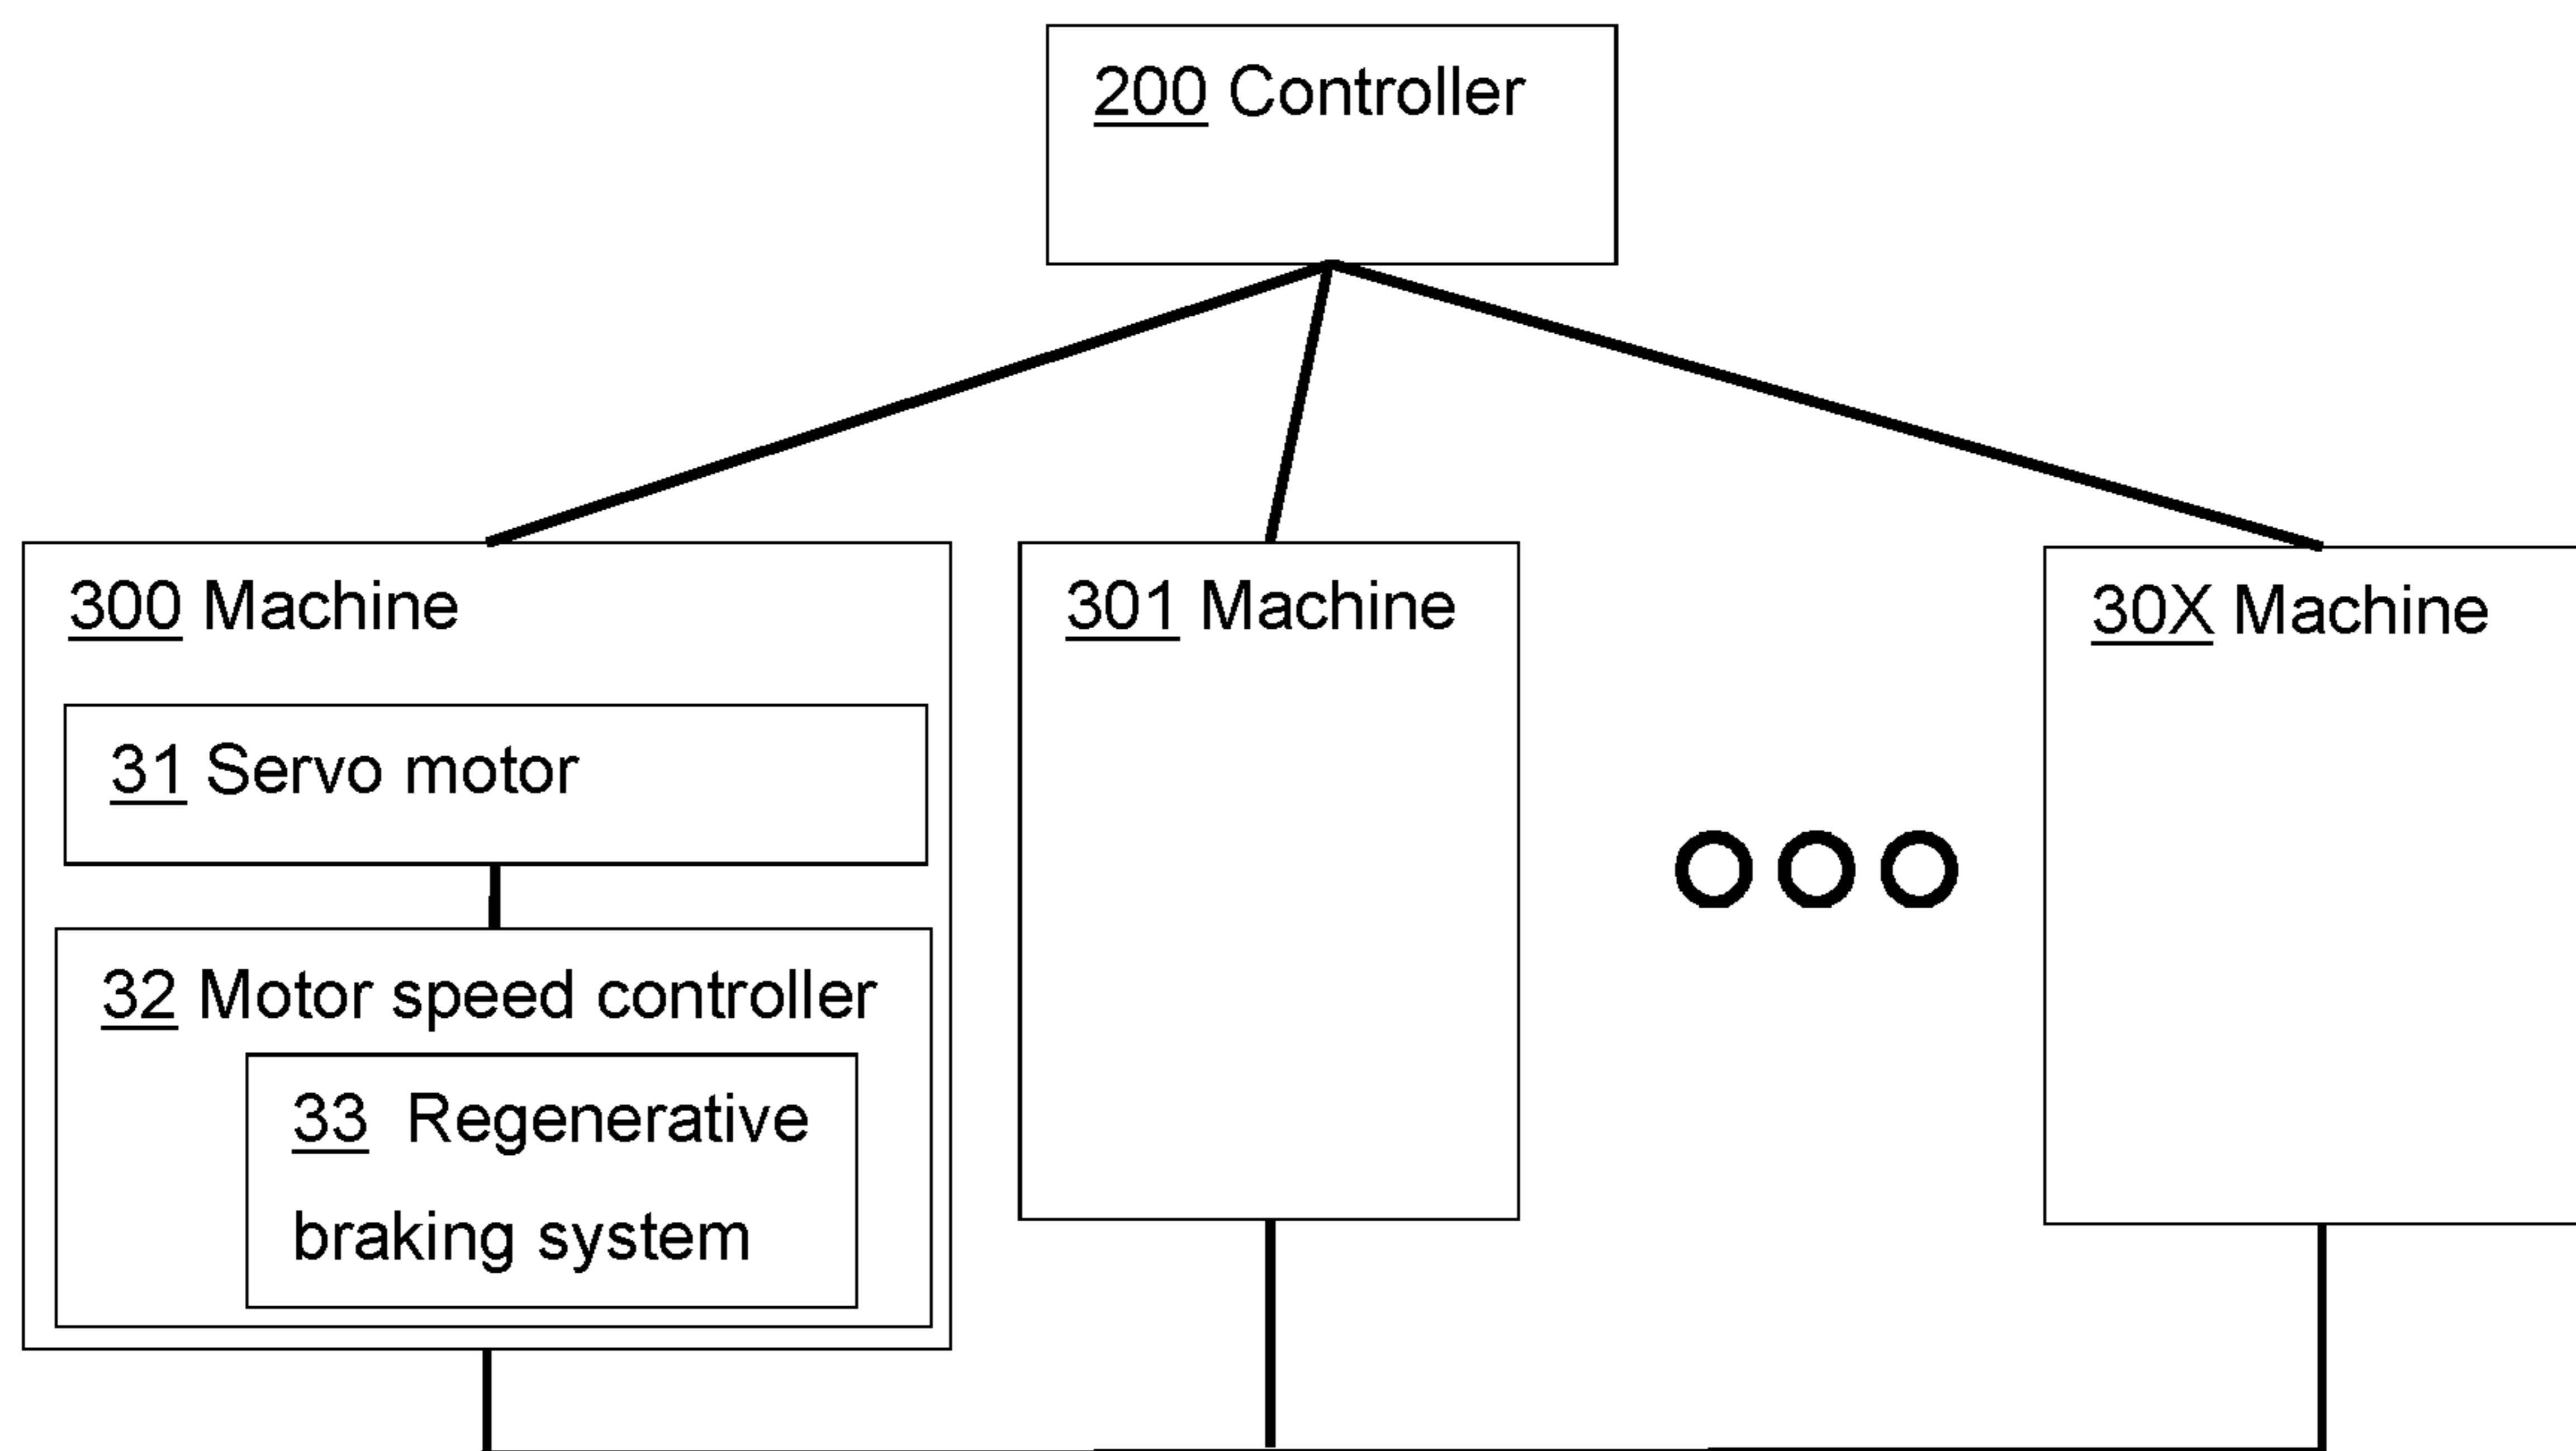 200 Controller
300 Machine
301 Machine
30X Machine
31 Servo motor
32 Motor speed controller
33 Regenerative
braking system